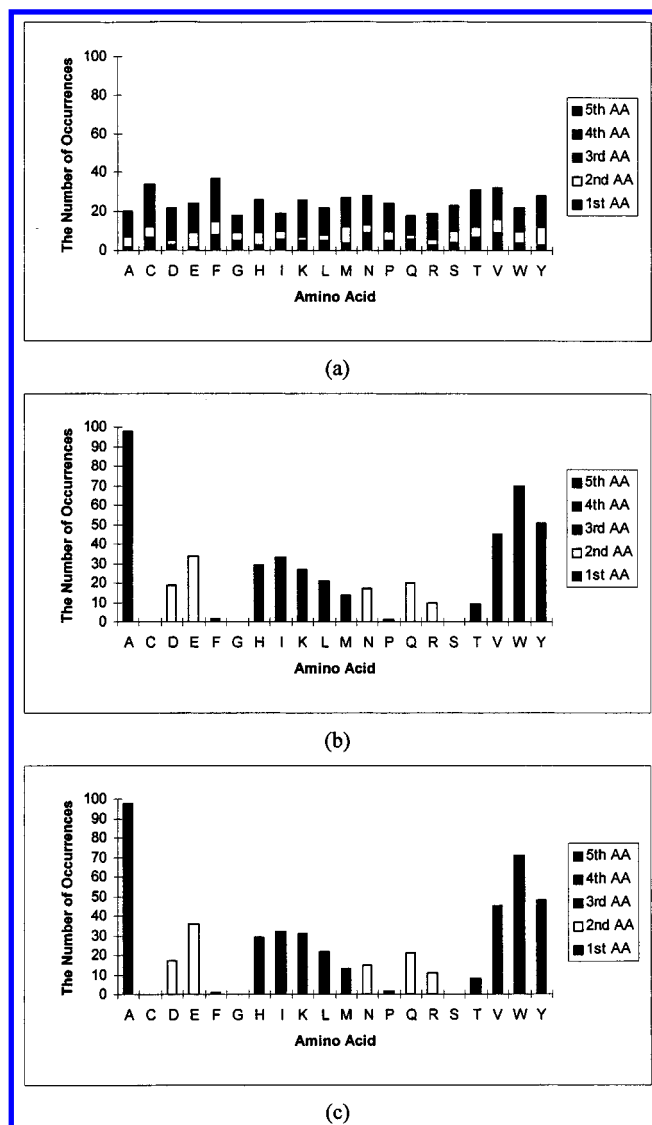 The Number of Occurrences
100
80
60
40
20
0
A C D E F G H I K L M N P Q R S T V W Y
Amino Acid
5th AA
4th AA
3rd AA
2nd AA
1st AA
(a)
The Number of Occurrences
100
90
80
70
60
50
40
30
20
10
0
A C D E F G H I K L M N P Q R S T V W Y
Amino Acid
5th AA
4th AA
3rd AA
2nd AA
1st AA
(b)
The Number of Occurrences
100
90
80
70
60
50
40
30
20
10
0
A C D E F G H I K L M N P Q R S T V W Y
Amino Acid
5th AA
4th AA
3rd AA
2nd AA
1st AA
(c)